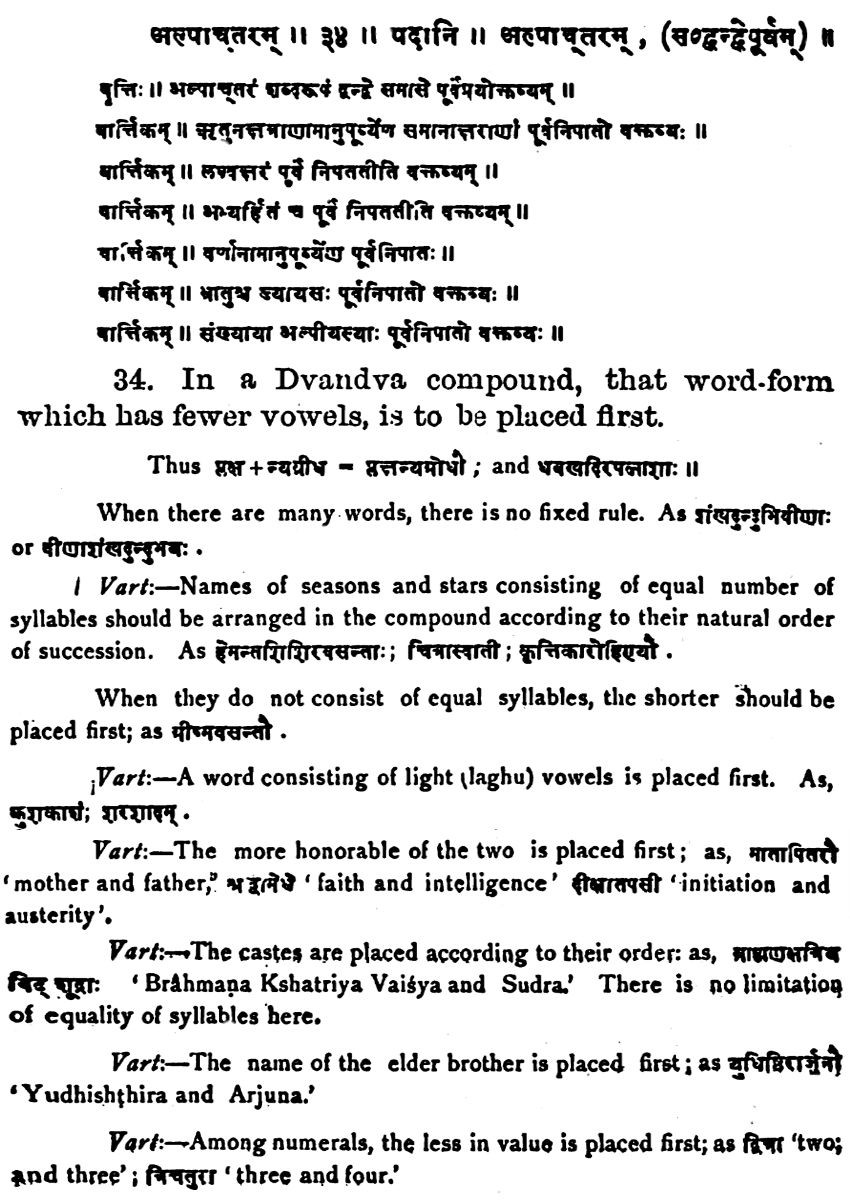 अल्पाच्तरम् ॥ ३४ ॥ पदानि ॥ अल्पाच्तरम् , (स०द्वन्द्वेपूर्वम्) ॥
वृत्तिः ॥ अल्पाच्तरं शब्दरूपं द्वन्द्वे समासे पूर्वंप्रयोक्तव्यम् ॥
वार्त्तिकम् ॥ ऋतुनक्षत्राणामानुपूर्व्येण समानाक्षराणां पूर्वनिपातो वक्तव्यः ॥
वार्त्तिकम् ॥ लघ्वक्षरं पूर्वं निपततीति वक्तव्यम् ॥
वार्त्तिकम् ॥ अभ्यर्हितं च पूर्वं निपततीति वक्तव्यम् ॥
वार्त्तिकम् ॥ वर्णानामानुपूर्व्येण पूर्वनिपातः ॥
वार्त्तिकम् ॥ भ्रातुश्च ज्यायसः पूर्वनिपातो वक्तव्यः ॥
वार्त्तिकम् ॥ संख्याया अल्पीयस्याः पूर्वनिपातो वक्तव्यः ॥
34. In a Dvandva compound, that word-form
which has fewer vowels, is to be placed first.
Thus प्लक्ष + न्यग्रोध = प्लक्षन्यग्रोधौ ; and धवखदिरपलाशाः ॥
When there are many words, there is no fixed rule. As शंखदुन्दुभिवीणाः
or वीणाशंखदुन्दुभयः .
Vart:—Names of seasons and stars consisting of equal number of
syllables should be arranged in the compound according to their natural order
of succession. As हेमन्तशिशिरवसन्ताः ; चित्रास्वाती ; कृत्तिकारोहिण्यौ .
When they do not consist of equal syllables, the shorter should be
placed first; as ग्रीष्मवसन्तौ .
Vart:—A word consisting of light (laghu) vowels is placed first. As,
कुशकाशं; शरशादम् .
Vart:—The more honorable of the two is placed first ; as, मातापितरौ
‘mother and father,’ श्रद्धामेधे ‘faith and intelligence’ दीक्षातपसी ‘initiation and
austerity’.
Vart:—The castes are placed according to their order: as, ब्राह्मणक्षत्रिय
विट् शूद्राः ‘Brâhmaṇa Kshatriya Vaiśya and Sudra.’ There is no limitation
of equality of syllables here.
Vart:—The name of the elder brother is placed first ; as युधिष्ठिरार्जुनौ
‘Yudhishṭhira and Arjuna.’
Vart:—Among numerals, the less in value is placed first; as द्वित्रा ‘two;
and three’ ; त्रिचतुरा ‘three and four.’